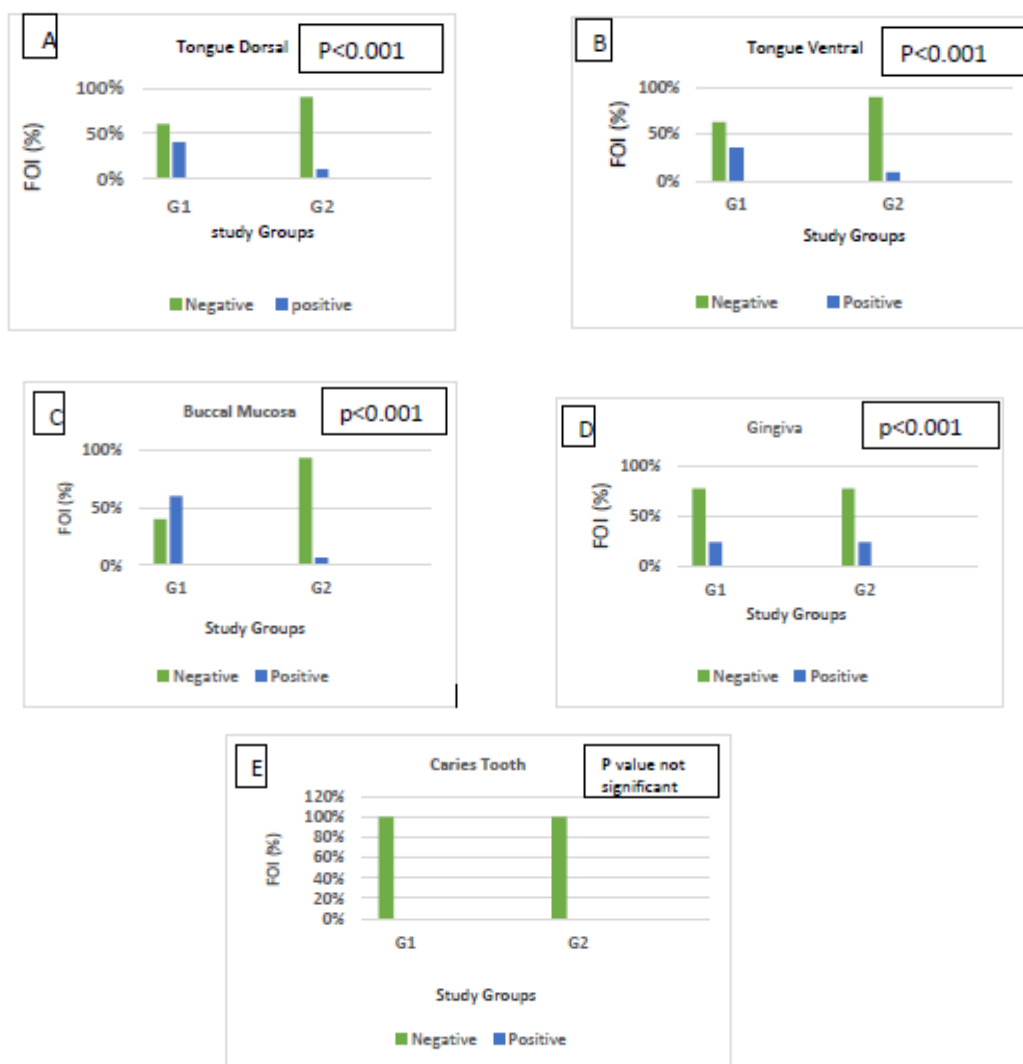 A
Tongue Dorsal
P<0.001
100%
50%
0%
FOI (%)
G1
G2
study Groups
Negative
positive
B
Tongue Ventral
P<0.001
100%
50%
0%
FOI (%)
G1
G2
Study Groups
Negative
Positive
C
Buccal Mucosa
p<0.001
100%
50%
0%
FOI (%)
G1
G2
Study Groups
Negative
Positive
D
Gingiva
p<0.001
100%
50%
0%
FOI (%)
G1
G2
Study Groups
Negative
Positive
E
Caries Tooth
P value not
significant
120%
100%
80%
60%
40%
20%
0%
FOI (%)
G1
G2
Study Groups
Negative
Positive